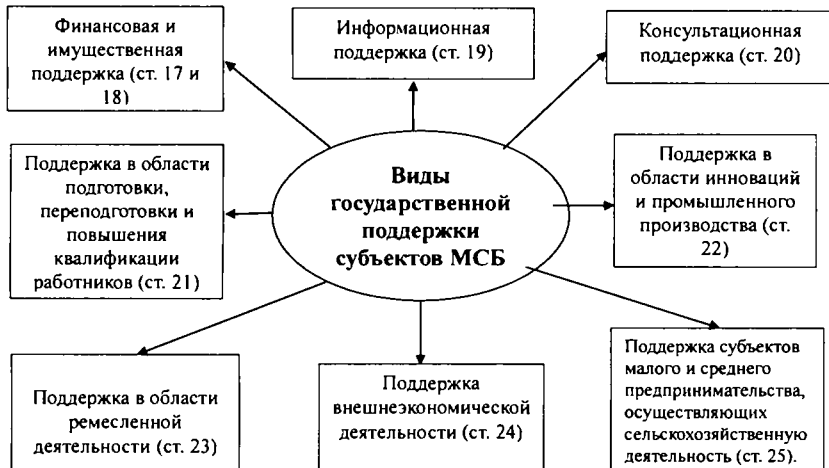 Финансовая и
имущественная
поддержка (ст. 17 и
18)
Информационная
поддержка (ст. 19)
Консультационная
поддержка (ст. 20)
Поддержка в области
подготовки,
переподготовки и
повышения
квалификации
работников (ст. 21)
Виды
государственной
поддержки
субъектов МСБ
Поддержка в
области инноваций
и промышленного
производства (ст.
22)
Поддержка в области
ремесленной
деятельности (ст. 23)
Поддержка
внешнеэкономической
деятельности (ст. 24)
Поддержка субъектов
малого и среднего
предпринимательства,
осуществляющих
сельскохозяйственную
деятельность (ст. 25).